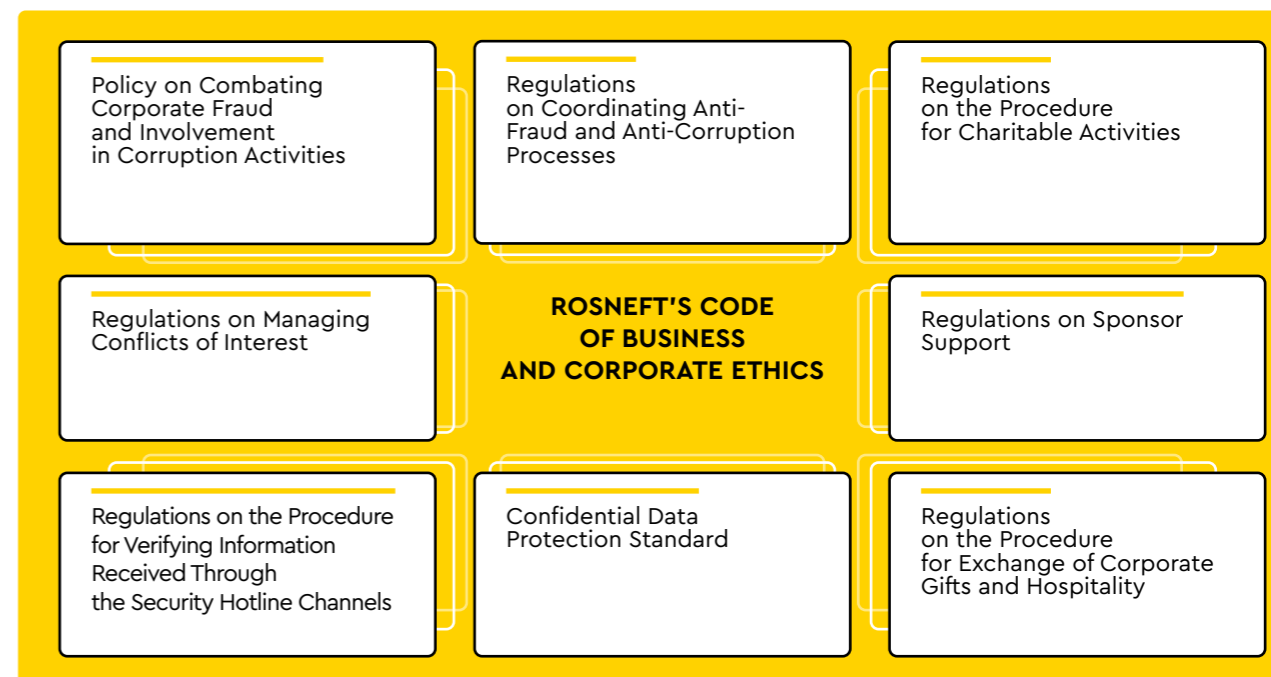 Policy on Combating
Corporate Fraud
and Involvement
in Corruption Activities
Regulations
on Coordinating Anti-
Fraud and Anti-Corruption
Processes
Regulations
on the Procedure
for Charitable Activities
Regulations on Managing
Conflicts of Interest
ROSNEFT'S CODE
OF BUSINESS
AND CORPORATE ETHICS
Regulations on Sponsor
Support
Regulations on the Procedure
for Verifying Information
Received Through
the Security Hotline Channels
Confidential Data
Protection Standard
Regulations
on the Procedure
for Exchange of Corporate
Gifts and Hospitality